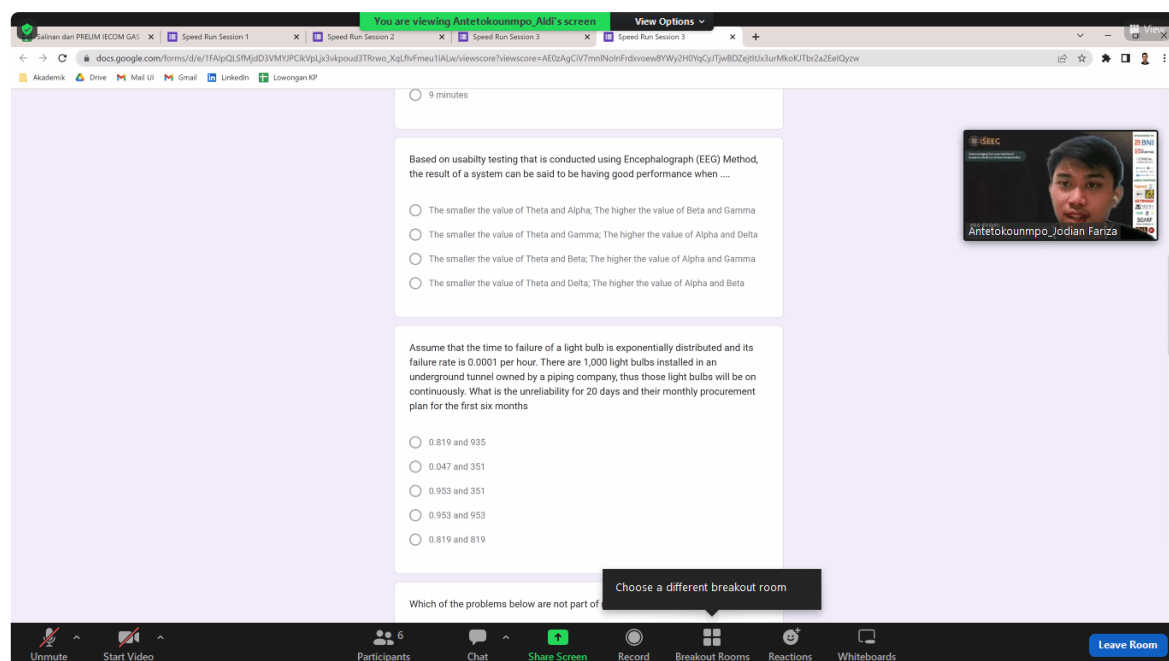 You are viewing Antetokounmpo_Aldi's screen
View Options
View
Salinan dari PRELIM IECOM GAS
Speed Run Session 1
Speed Run Session 2
Speed Run Session 3
Speed Run Session 3
Akademik
Drive
Mail UI
Gmail
LinkedIn
Lowongan KP
9 minutes
Based on usabilty testing that is conducted using Encephalograph (EEG) Method,
the result of a system can be said to be having good performance when ....
The smaller the value of Theta and Alpha; The higher the value of Beta and Gamma
The smaller the value of Theta and Gamma; The higher the value of Alpha and Delta
The smaller the value of Theta and Beta; The higher the value of Alpha and Gamma
The smaller the value of Theta and Delta; The higher the value of Alpha and Beta
Assume that the time to failure of a light bulb is exponentially distributed and its
failure rate is 0.0001 per hour. There are 1,000 light bulbs installed in an
underground tunnel owned by a piping company, thus those light bulbs will be on
continuously. What is the unreliability for 20 days and their monthly procurement
plan for the first six months
0.819 and 935
0.047 and 351
0.953 and 351
0.953 and 953
0.819 and 819
Which of the problems below are not part of
ISEEC
BNI
Antetokounmpo_Jodian Fariza
Choose a different breakout room
Unmute
Start Video
6
Participants
Chat
Share Screen
Record
Breakout Rooms
Reactions
Whiteboards
Leave Room